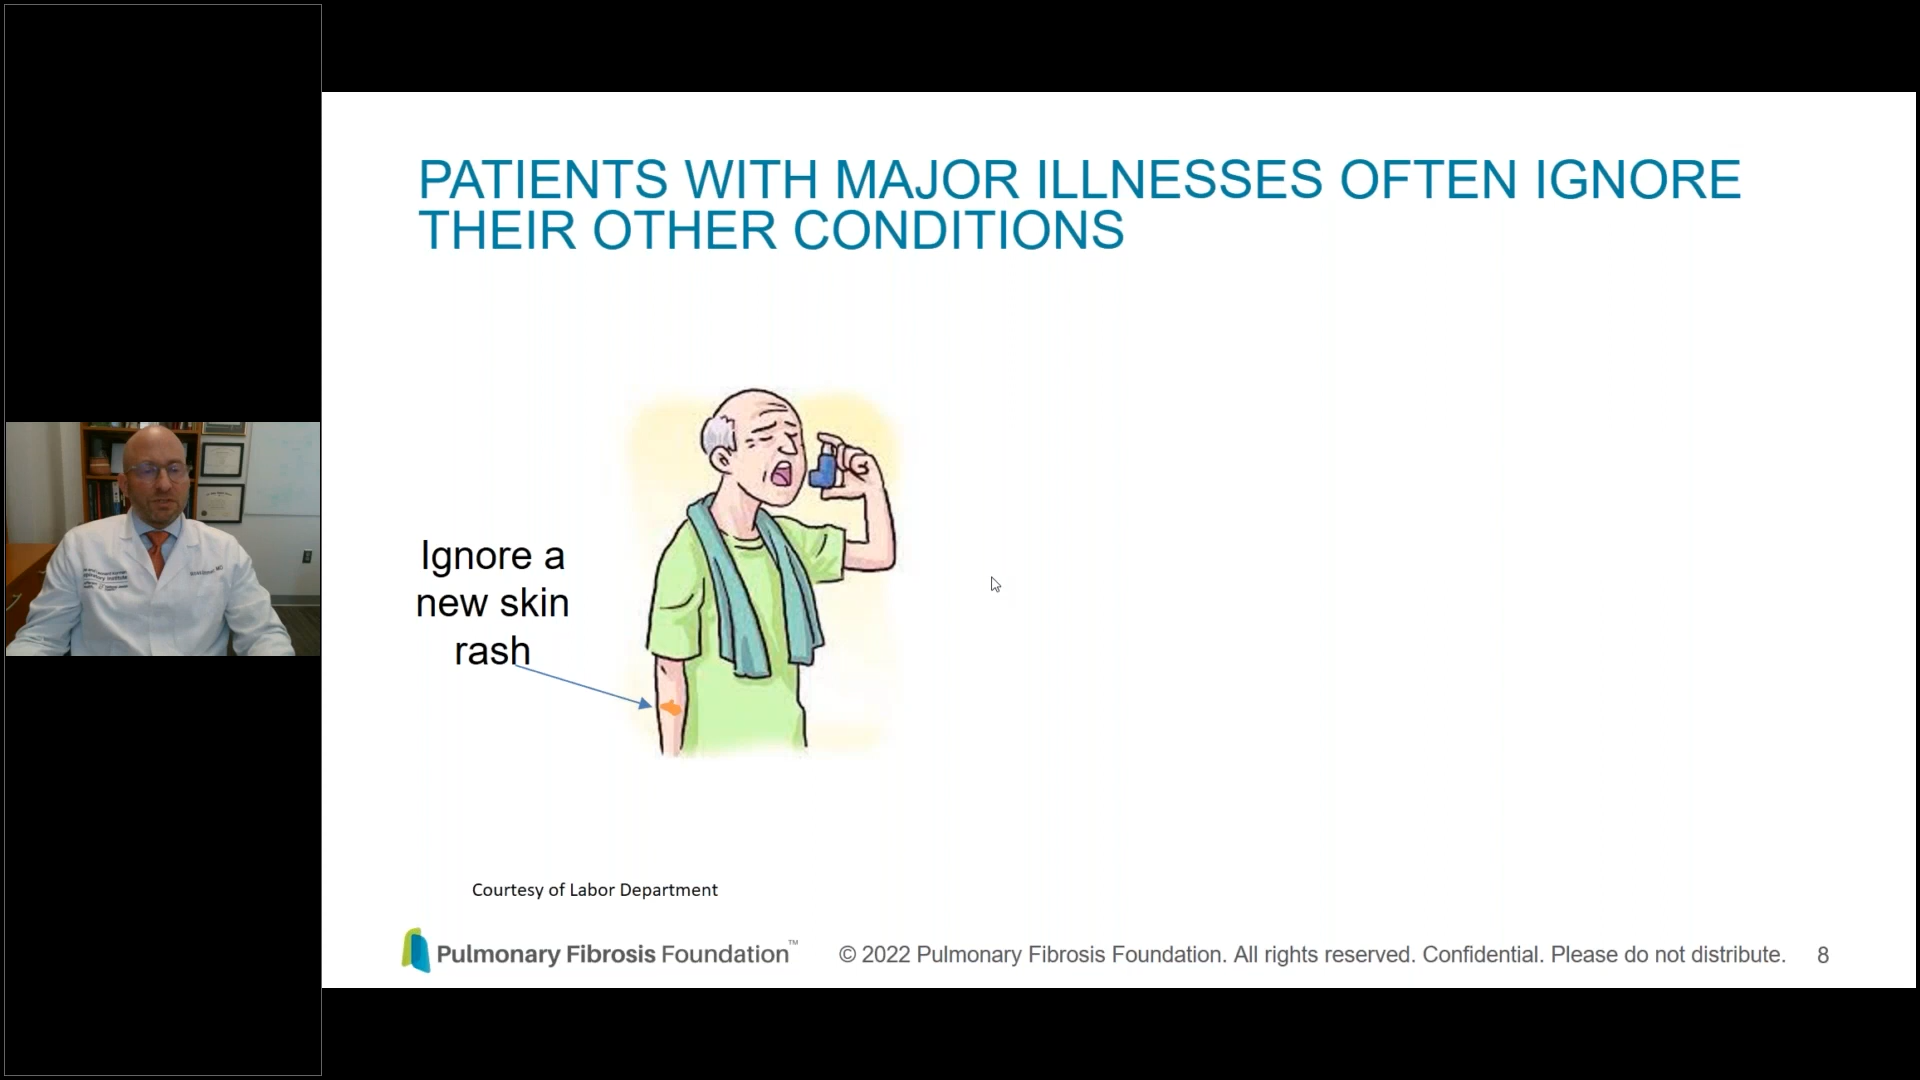 PATIENTS WITH MAJOR ILLNESSES OFTEN IGNORE
THEIR OTHER CONDITIONS
Ignore a
new skin
rash
Courtesy of Labor Department
Pulmonary Fibrosis Foundation™
© 2022 Pulmonary Fibrosis Foundation. All rights reserved. Confidential. Please do not distribute. 8